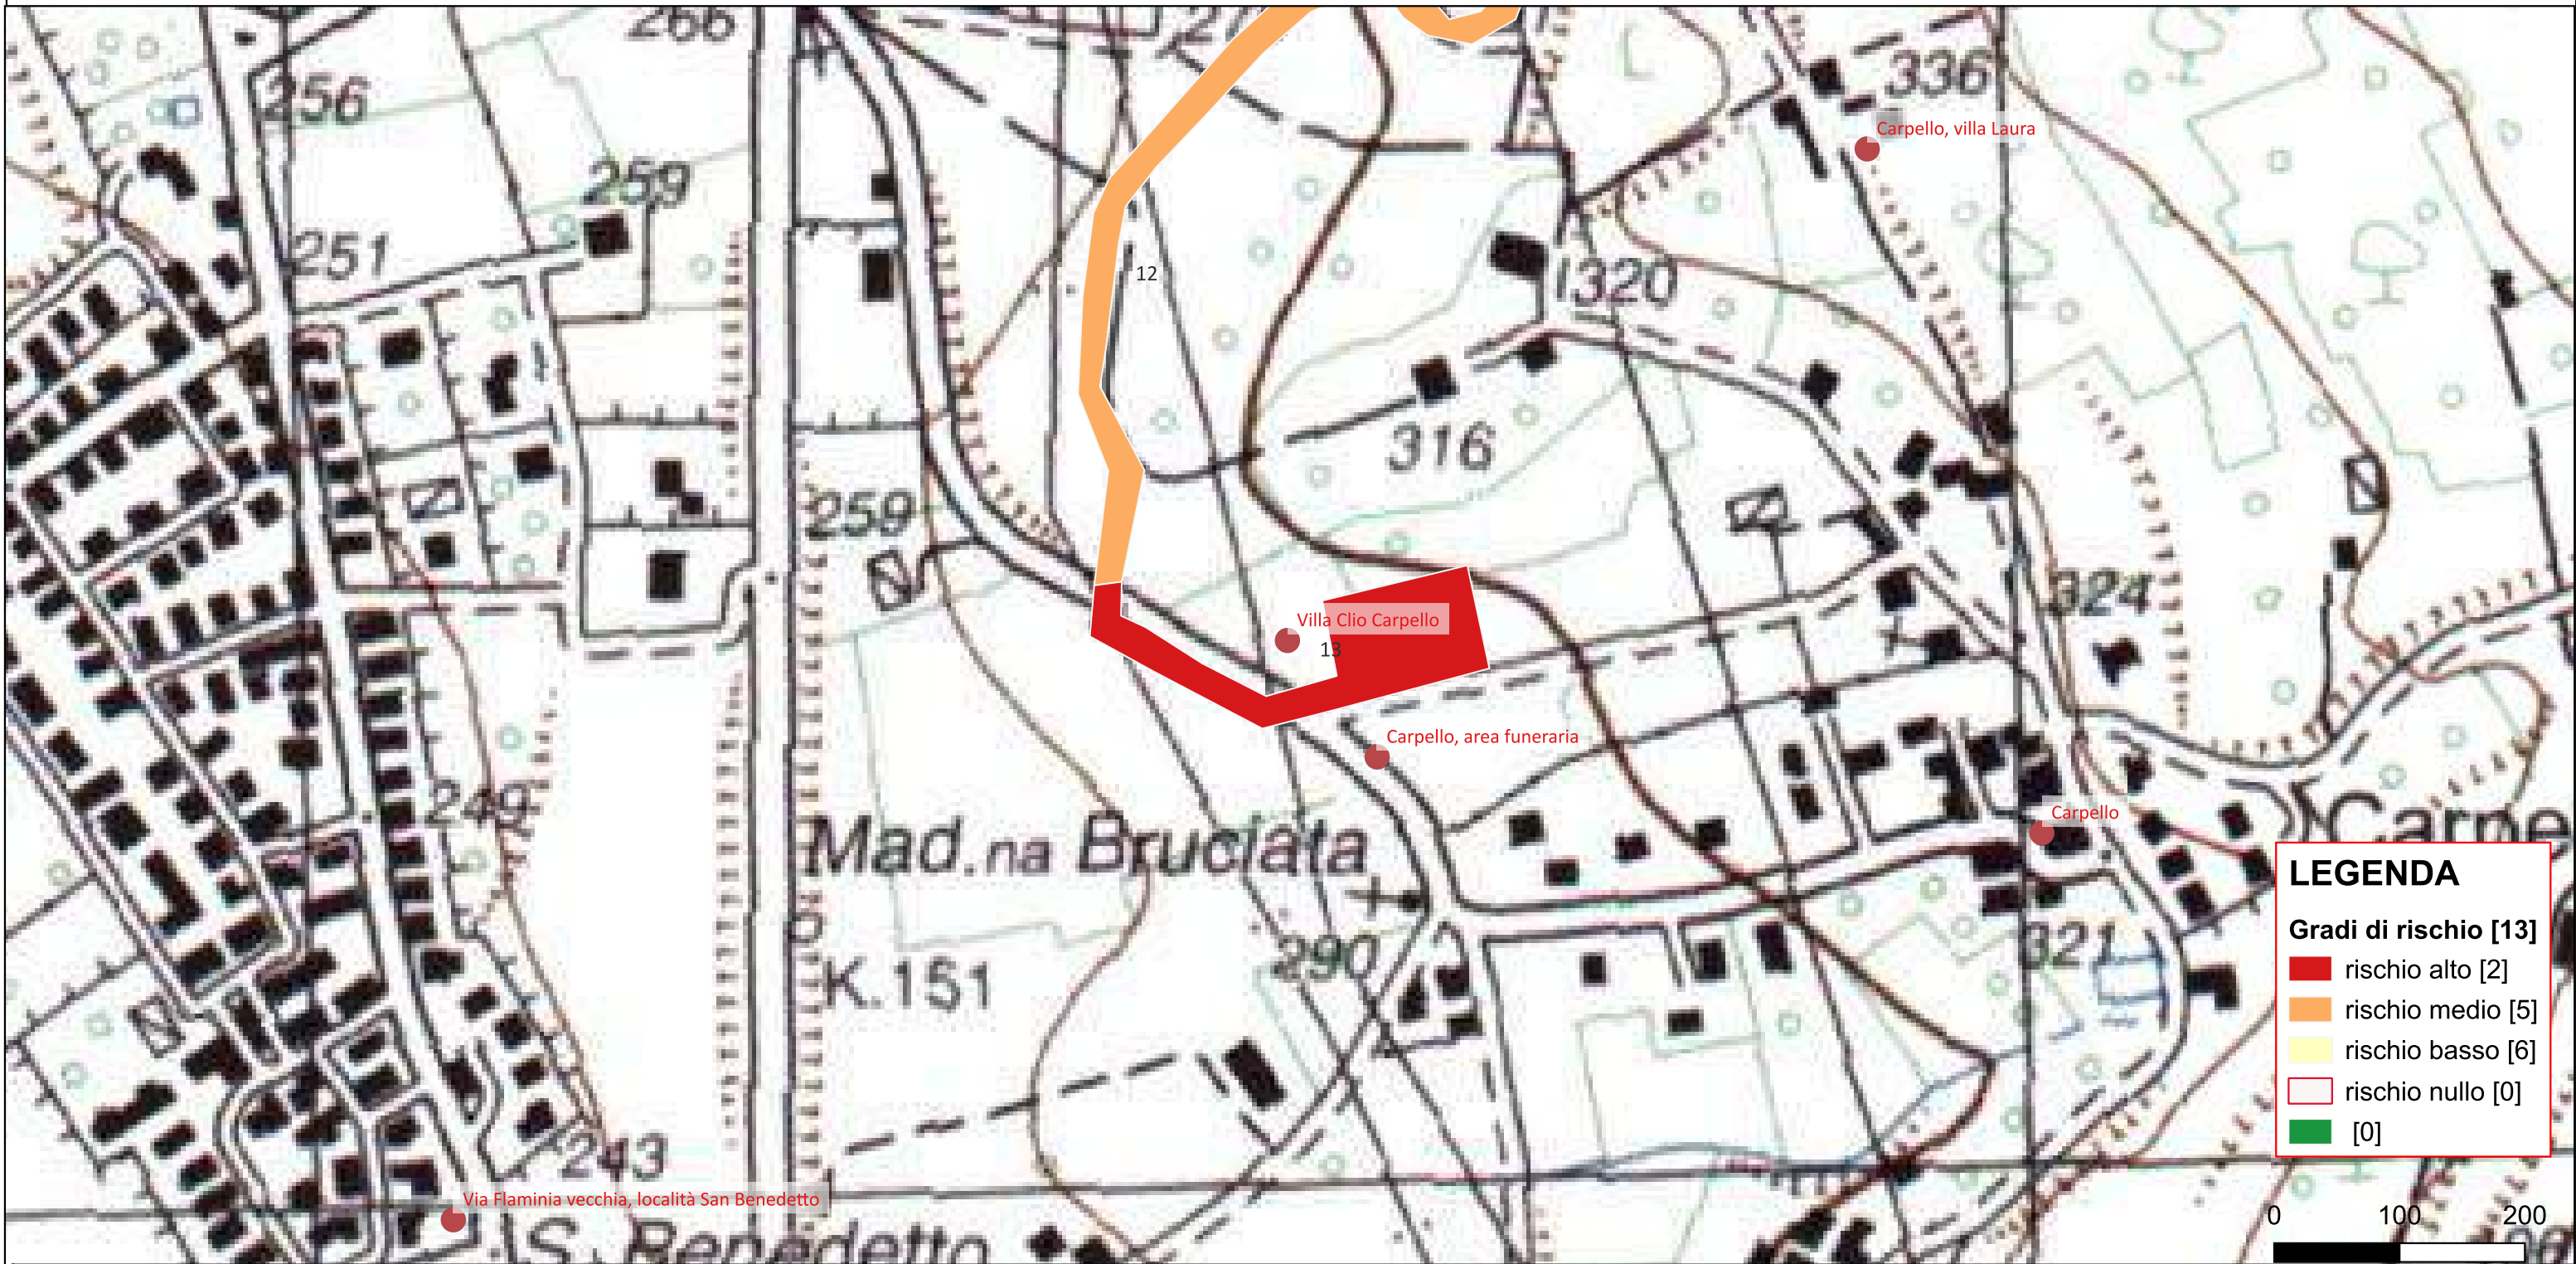 266
336
256
Carpello, villa Laura
259
251
12
1320
316
259
324
Villa Clio Carpello
13
Carpello, area funeraria
249
Carpello
Mad.na Bruciata
Carpe
LEGENDA
Gradi di rischio [13]
rischio alto [2]
rischio medio [5]
rischio basso [6]
rischio nullo [0]
[0]
290
321
K.151
243
Via Flaminia vecchia, località San Benedetto
S. Benedetto
0 100 200